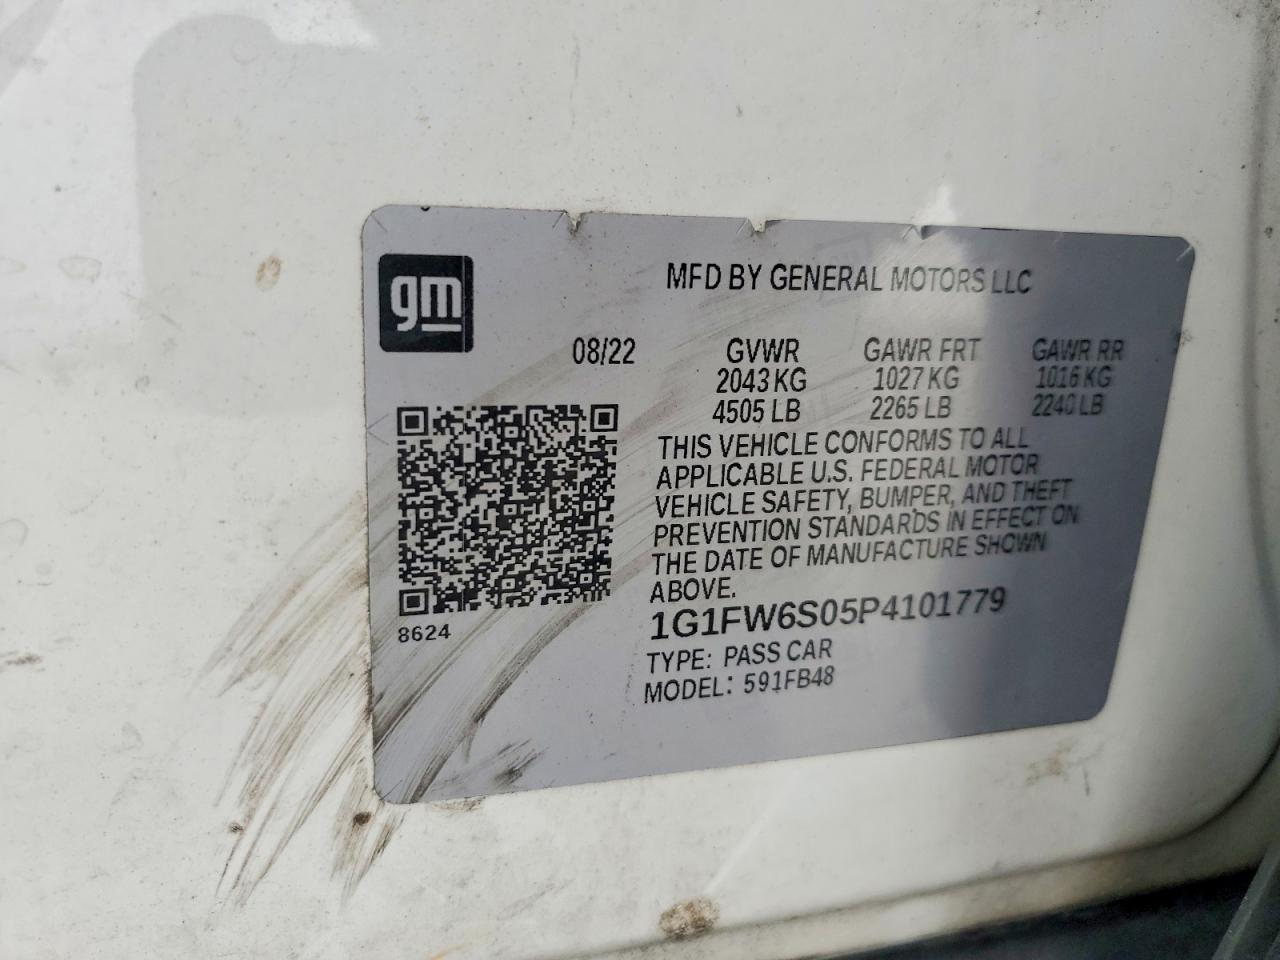 gm
MFD BY GENERAL MOTORS LLC
08/22 GVWR GAWR FRT GAWR RR
2043 KG 1027 KG 1016 KG
4505 LB 2265 LB 2240 LB
THIS VEHICLE CONFORMS TO ALL
APPLICABLE U.S. FEDERAL MOTOR
VEHICLE SAFETY, BUMPER, AND THEFT
PREVENTION STANDARDS IN EFFECT ON
THE DATE OF MANUFACTURE SHOWN
ABOVE.
1G1FW6S05P4101779
8624
TYPE: PASS CAR
MODEL: 591FB48